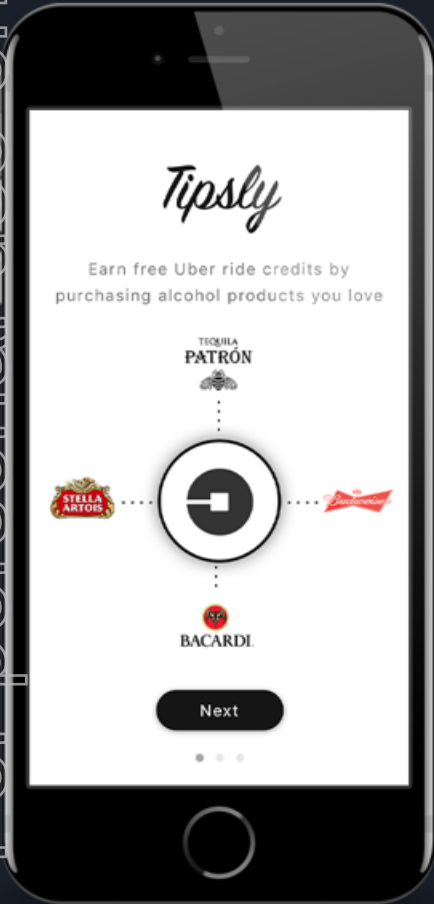 Tipsly
Earn free Uber ride credits by
purchasing alcohol products you love
TEQUILA
PATRÓN
STELLA
ARTOIS
Budweiser
BACARDI.
Next